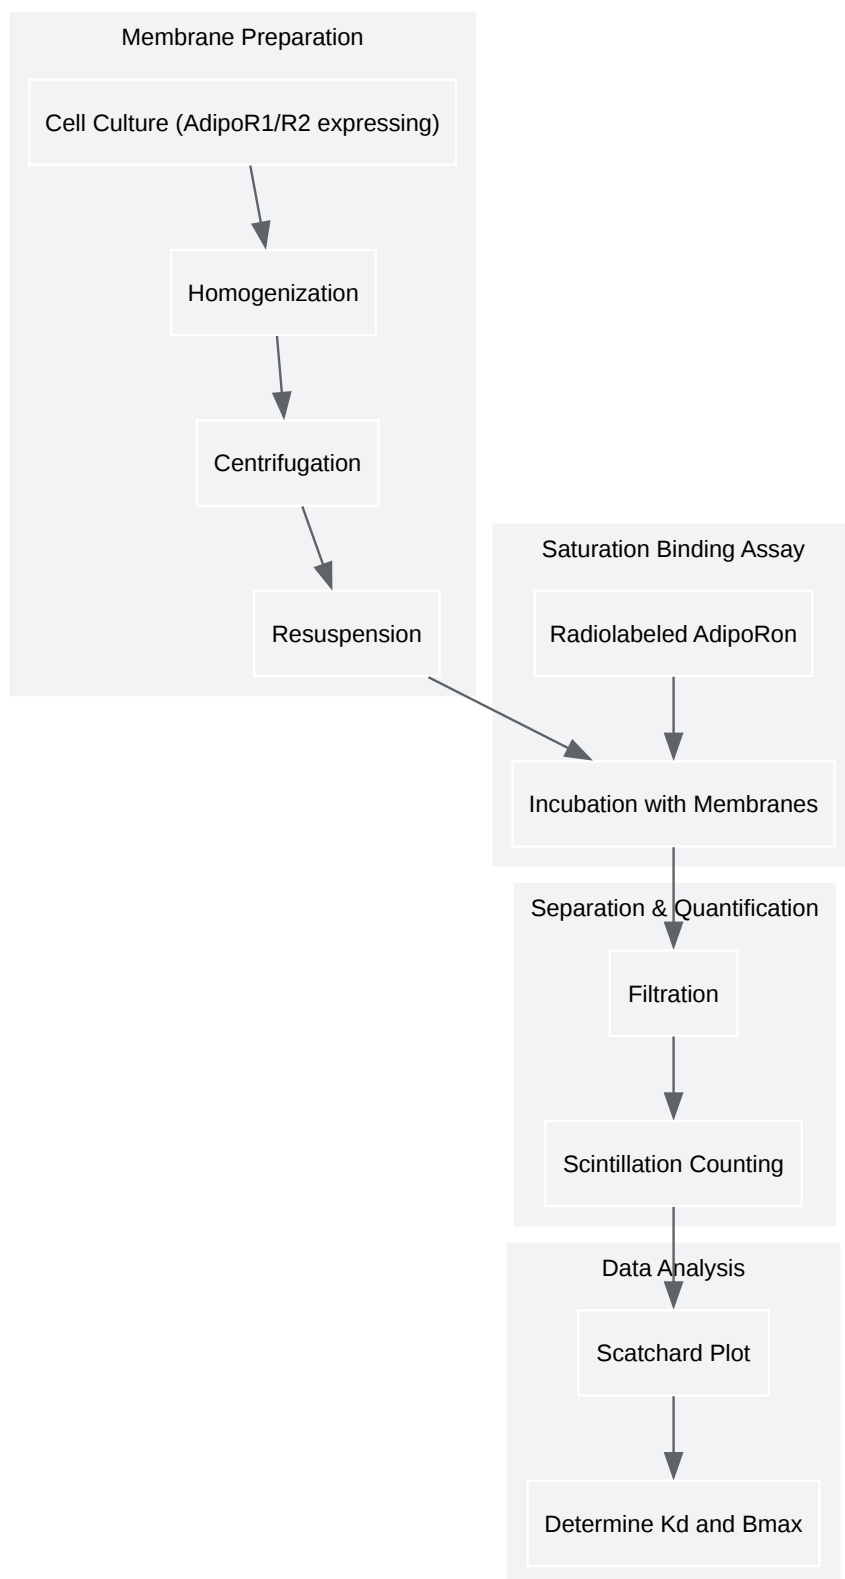 Membrane Preparation
Cell Culture (AdipoR1/R2 expressing)
Homogenization
Centrifugation
Resuspension
Saturation Binding Assay
Radiolabeled AdipoRon
Incubation with Membranes
Separation & Quantification
Filtration
Scintillation Counting
Data Analysis
Scatchard Plot
Determine Kd and Bmax